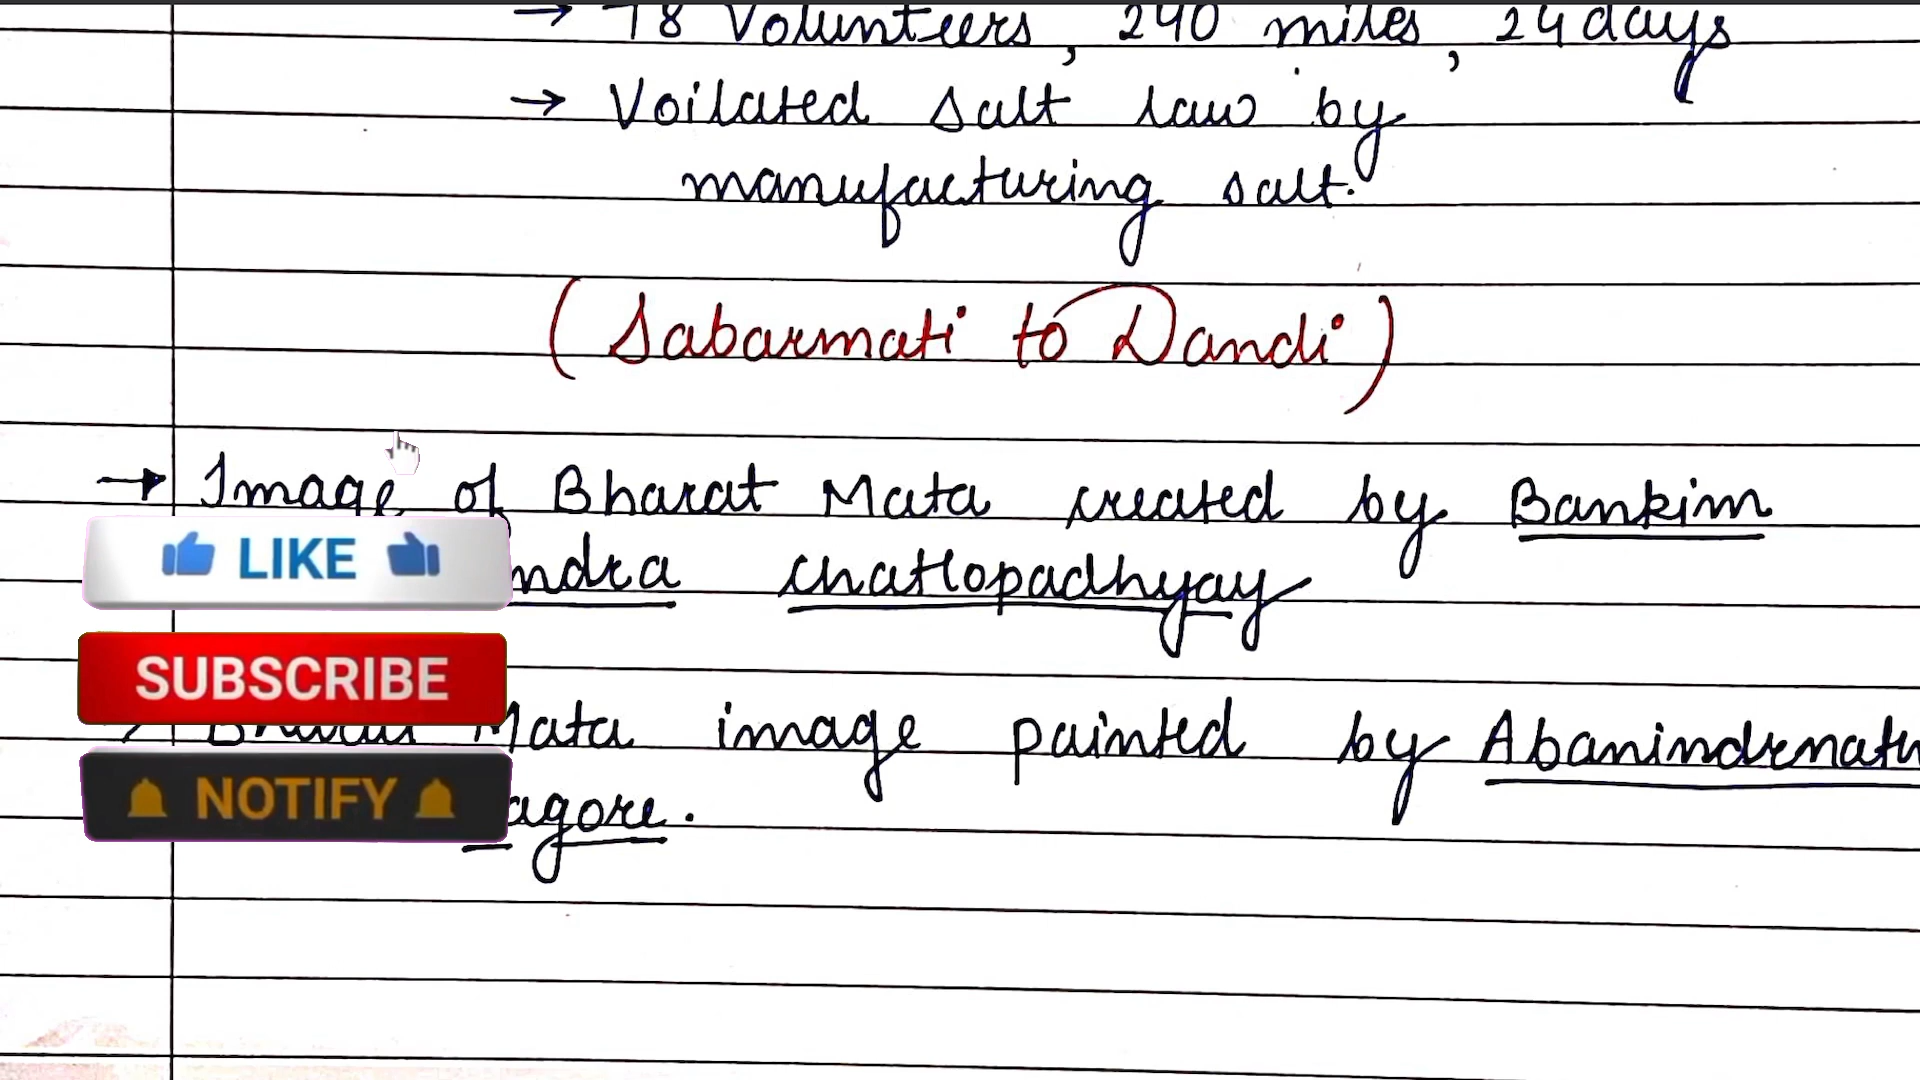 → 78 Volunteers, 240 miles, 24 days
→ Voilated salt law by
manufacturing salt.
(Sabarmati to Dandi)
→ Image of Bharat Mata created by Bankim
ndra chattopadhyay
Mata image painted by Abanindrenath
agore.
LIKE
SUBSCRIBE
NOTIFY